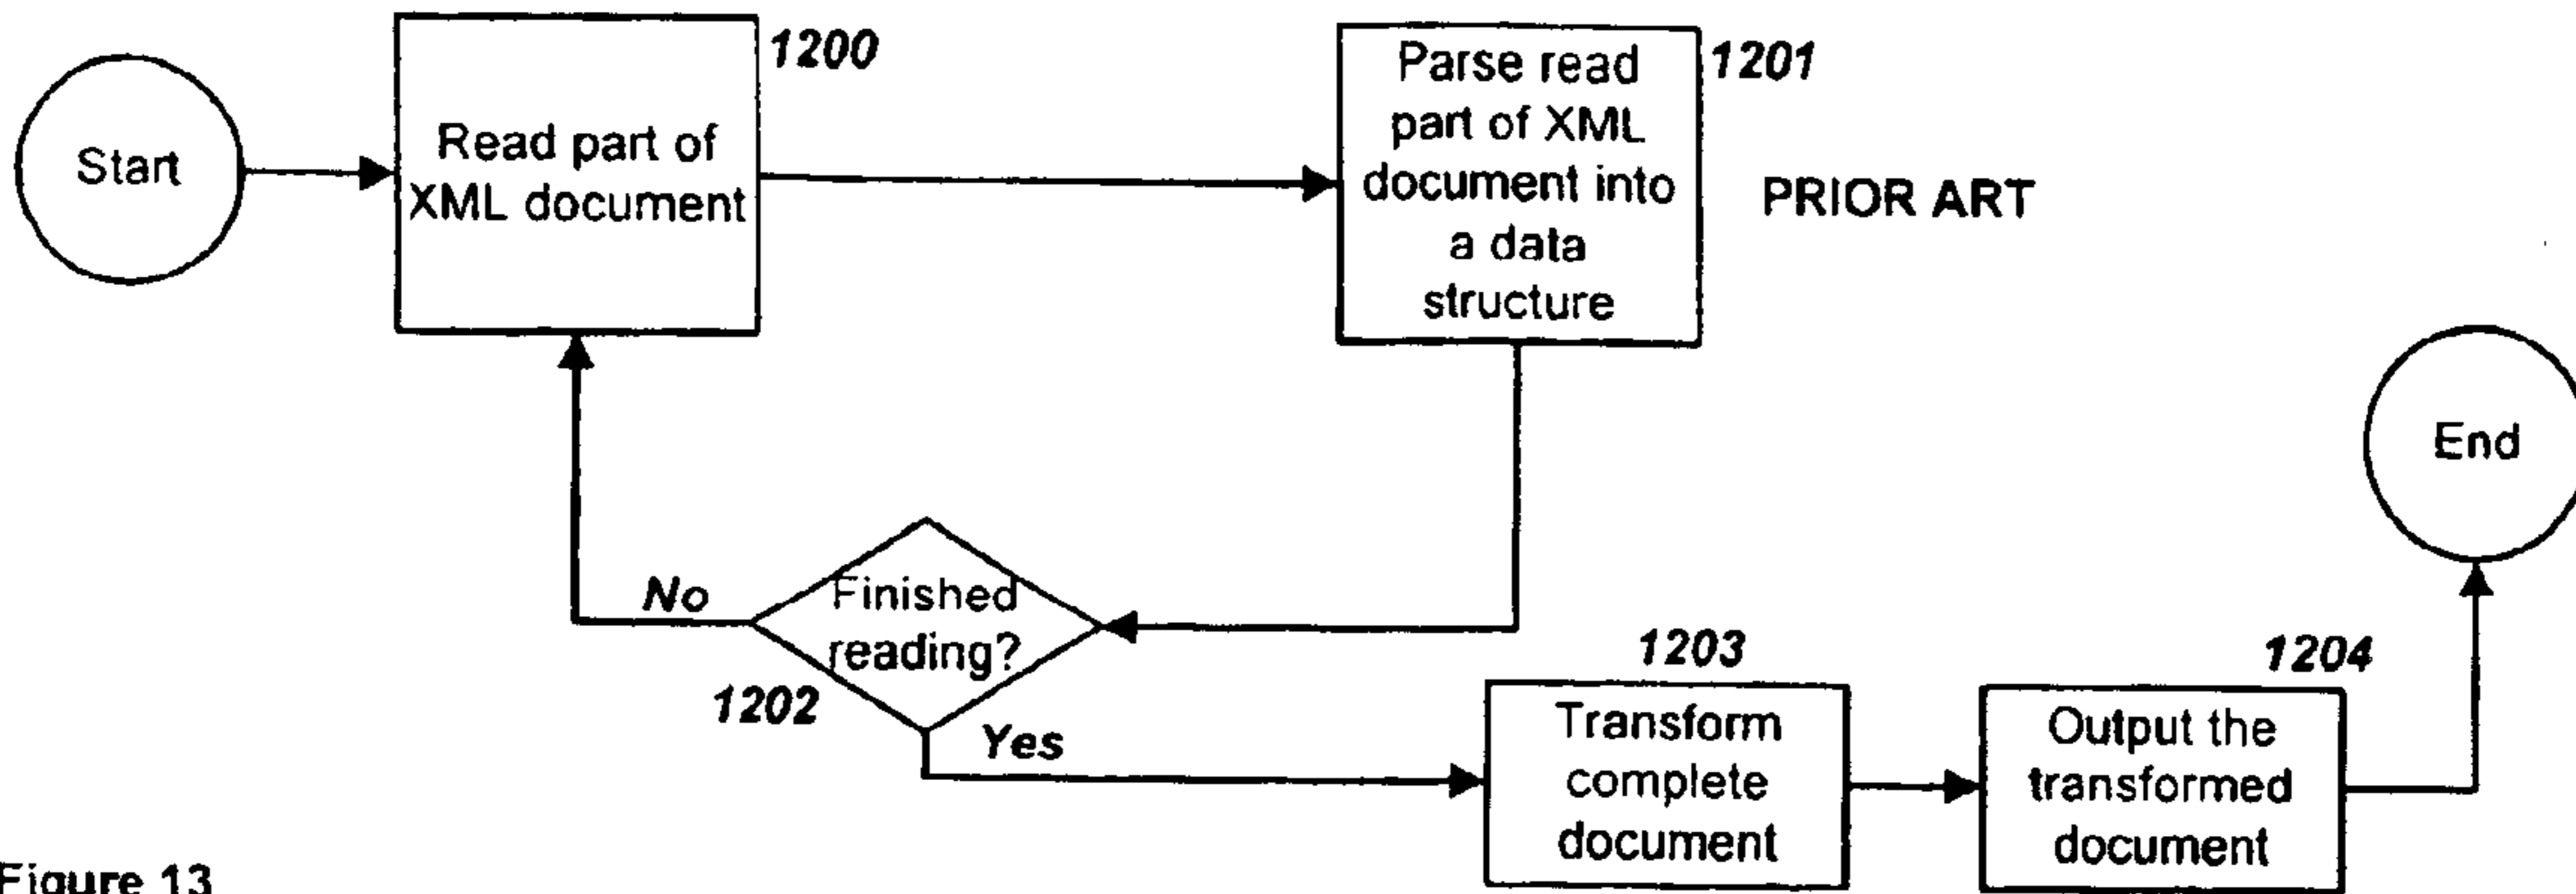 Start
Read part of
XML document
1200
Parse read
part of XML
document into
a data
structure
1201
PRIOR ART
End
No
Finished
reading?
1202
Yes
1203
Transform
complete
document
1204
Output the
transformed
document
Figure 13